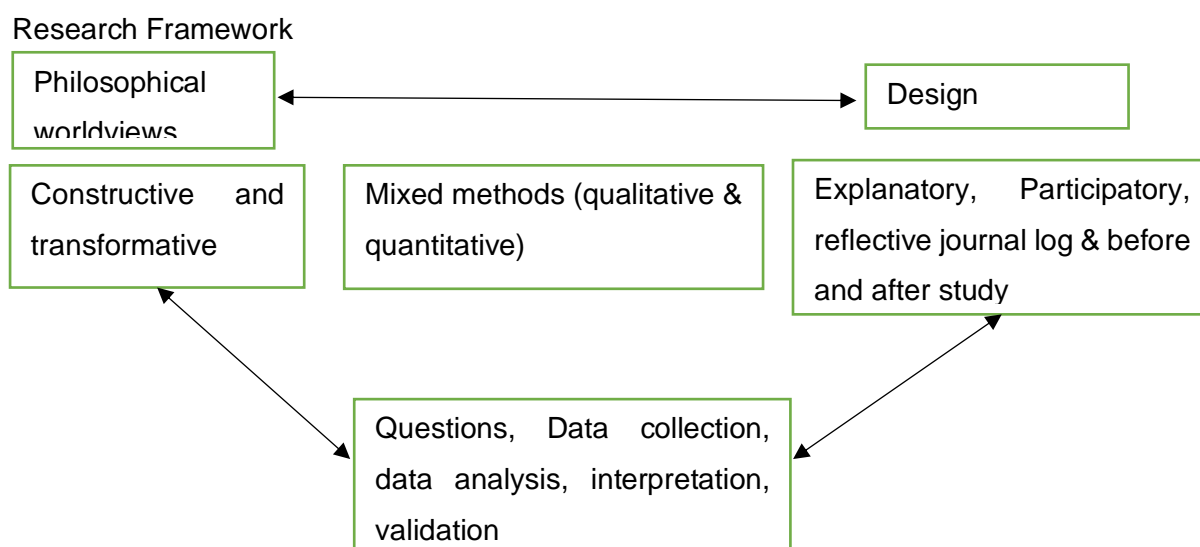 Research Framework
Philosophical
worldviews
Design
Constructive and
transformative
Mixed methods (qualitative &
quantitative)
Explanatory, Participatory,
reflective journal log & before
and after study
Questions, Data collection,
data analysis, interpretation,
validation